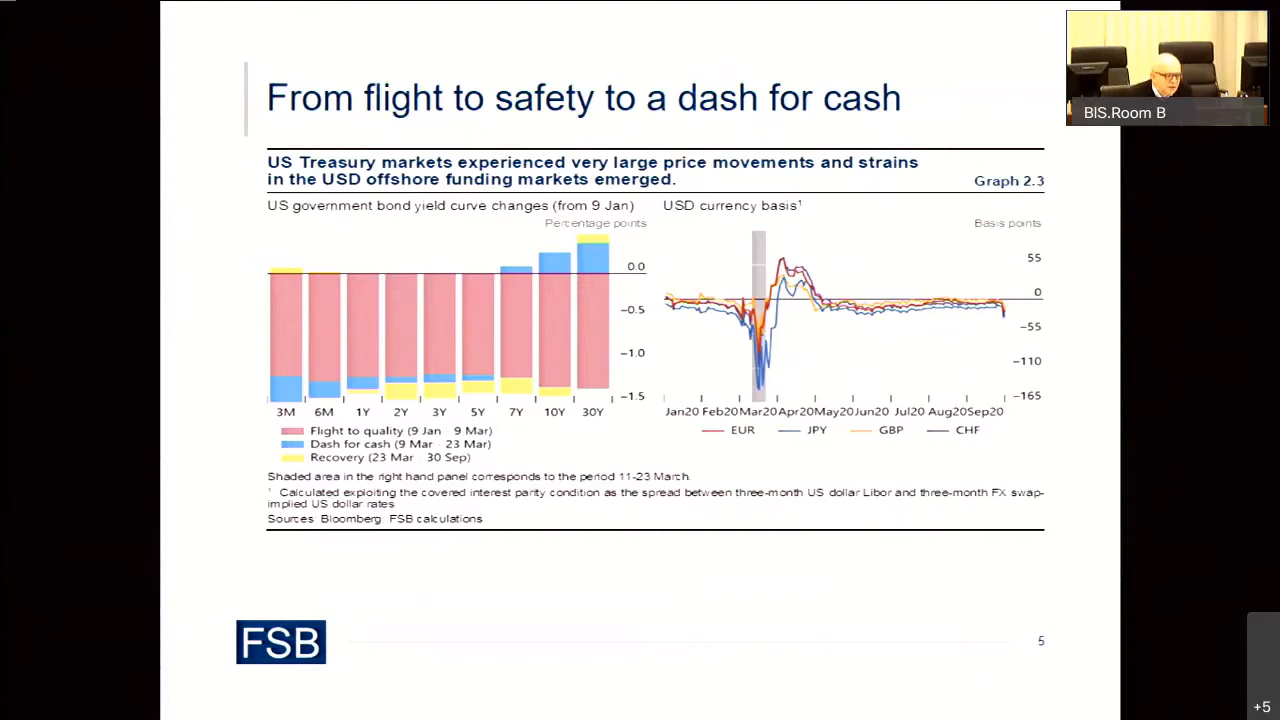 From flight to safety to a dash for cash
BIS.Room B
US Treasury markets experienced very large price movements and strains
in the USD offshore funding markets emerged.
Graph 2.3
US government bond yield curve changes (from 9 Jan)
Percentage points
0.0
−0.5
−1.0
−1.5
3M 6M 1Y 2Y 3Y 5Y 7Y 10Y 30Y
Flight to quality (9 Jan 9 Mar)
Dash for cash (9 Mar 23 Mar)
Recovery (23 Mar 30 Sep)
USD currency basis¹
Basis points
55
0
−55
−110
−165
Jan20 Feb20 Mar20 Apr20 May20 Jun20 Jul20 Aug20 Sep20
EUR JPY GBP CHF
Shaded area in the right hand panel corresponds to the period 11-23 March.
¹ Calculated exploiting the covered interest parity condition as the spread between three-month US dollar Libor and three-month FX swap-
implied US dollar rates
Sources Bloomberg FSB calculations
FSB
5
+5